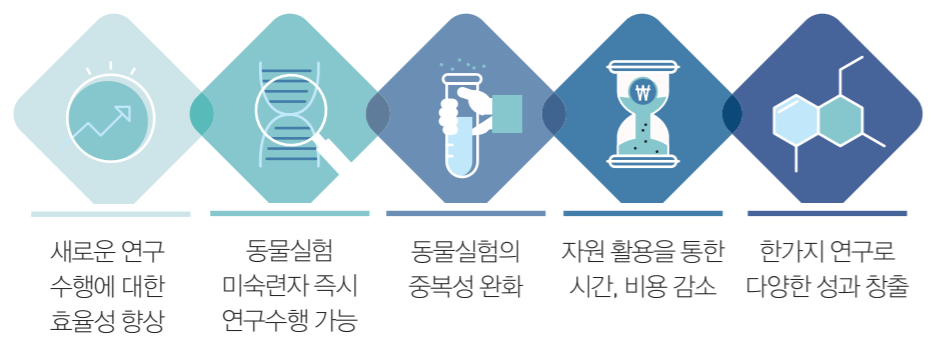 ₩
새로운 연구
수행에 대한
효율성 향상
동물실험
미숙련자 즉시
연구수행 가능
동물실험의
중복성 완화
자원 활용을 통한
시간, 비용 감소
한가지 연구로
다양한 성과 창출